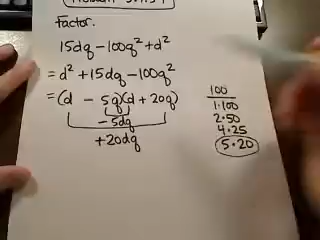 Factor.
15dq - 100q² + d²
= d² + 15dq - 100q²
= (d - 5q)(d + 20q)
- 5dq
+ 20dq
100
1·100
2·50
4·25
5·20